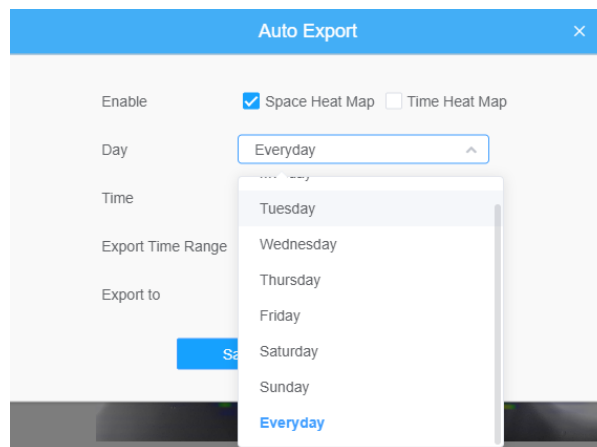 Auto Export
Enable Space Heat Map Time Heat Map
Day Everyday
Time
Tuesday
Export Time Range
Wednesday
Thursday
Export to
Friday
Saturday
Sunday
Everyday